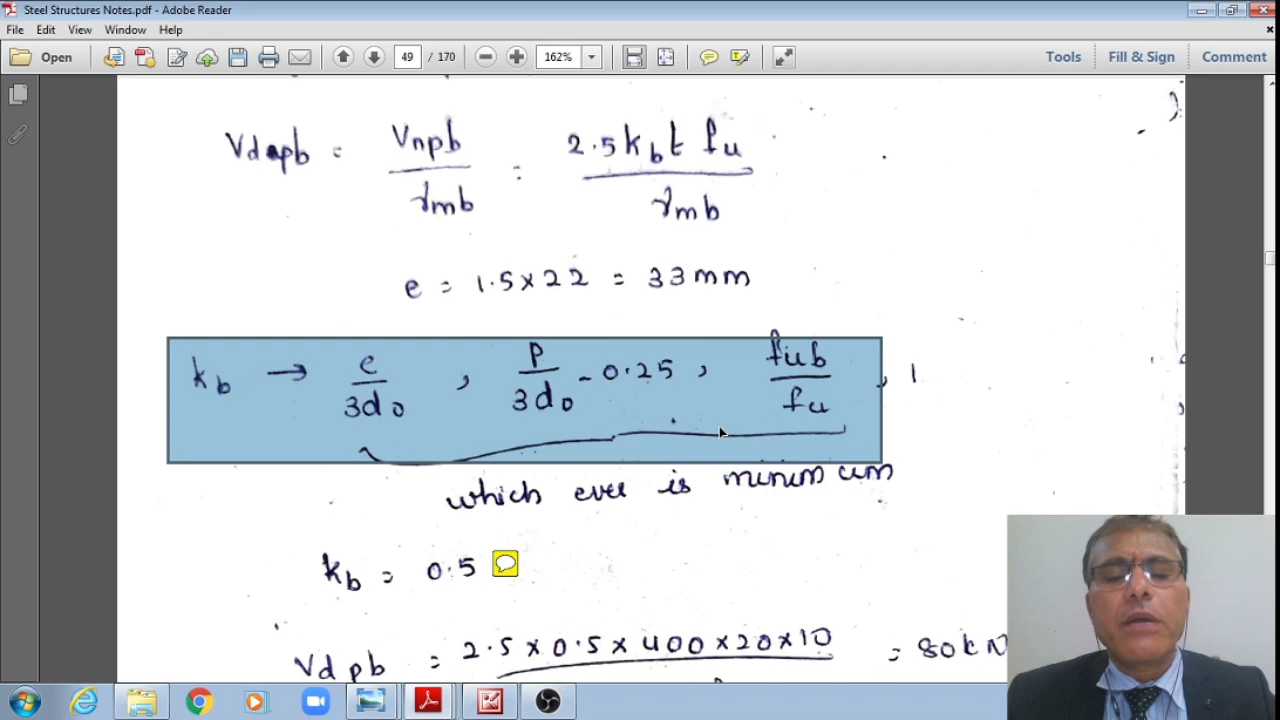 Steel Structures Notes.pdf - Adobe Reader
File Edit View Window Help
Open 49 / 170 162% Tools Fill & Sign Comment
Vdpb = Vnpb / γmb = 2.5 kb t fu / γmb
e = 1.5 × 22 = 33 mm
kb → e / 3d0 , P / 3d0 - 0.25 , fub / fu , 1
which ever is minimum
kb = 0.5
Vdpb = 2.5 × 0.5 × 400 × 20 × 10 = 80 kN